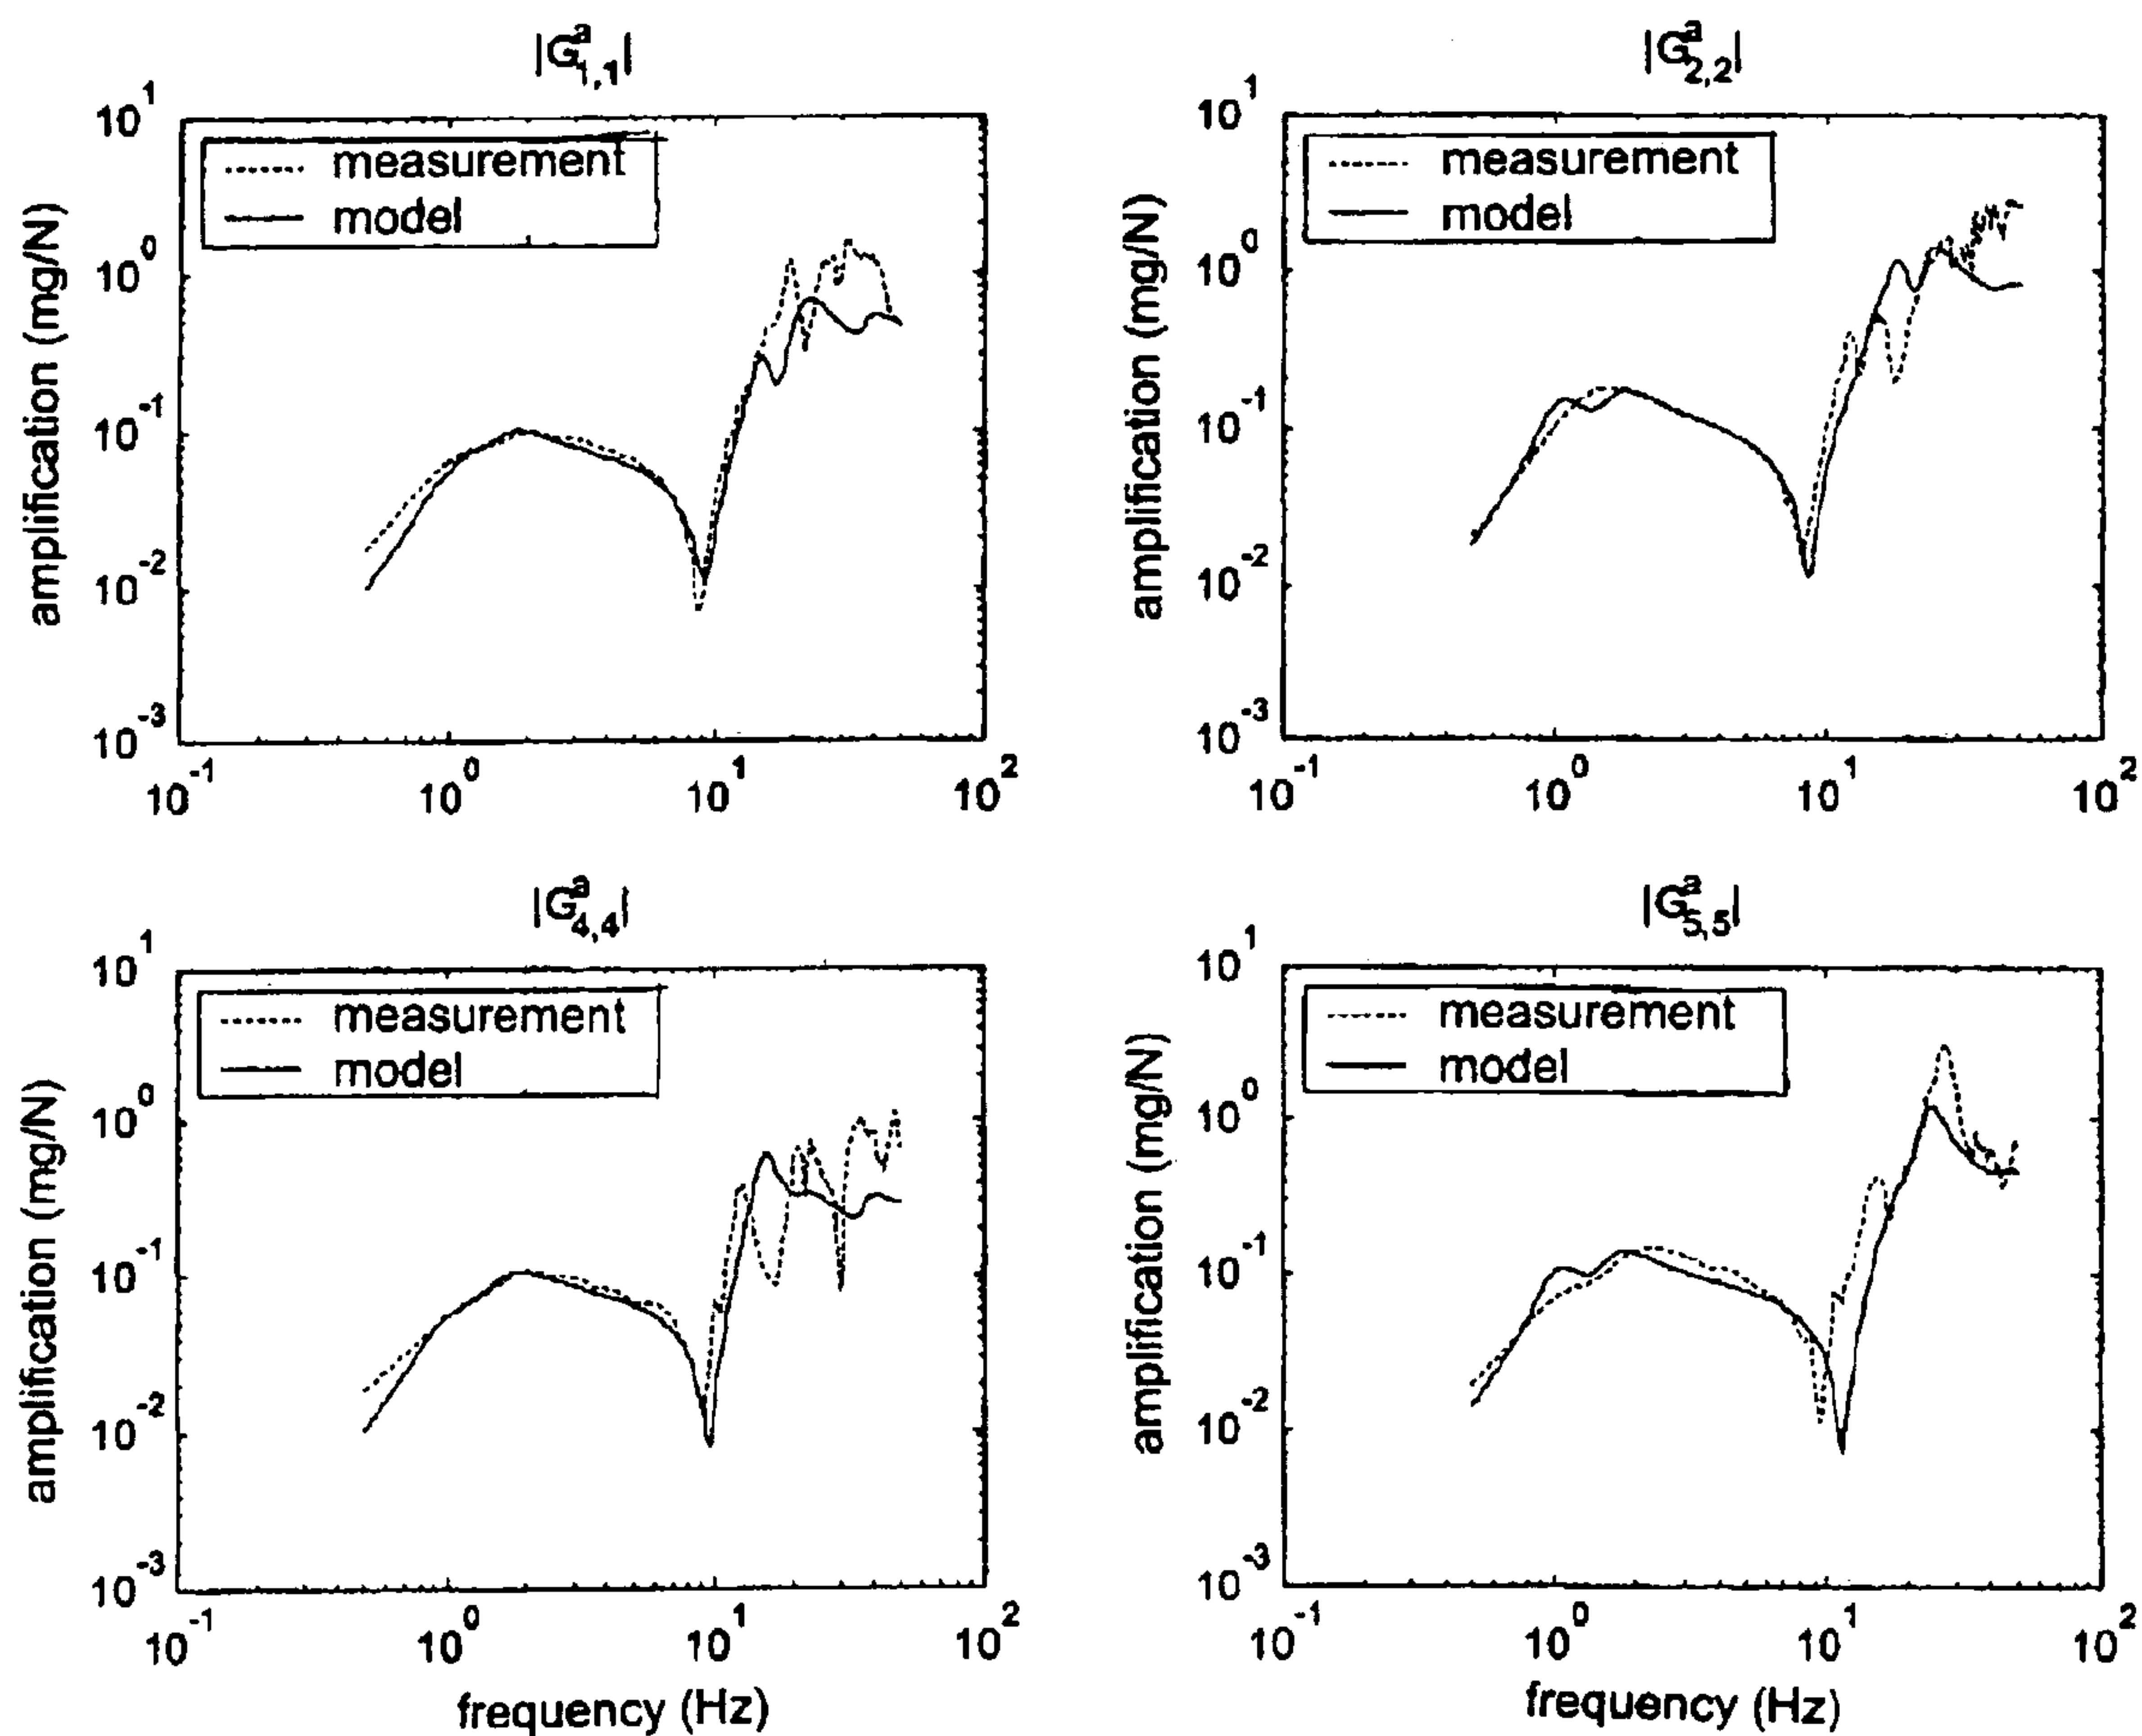 |G^a_{1,1}|
10^1
10^0
10^-1
10^-2
10^-3
amplification (mg/N)
measurement
model
10^-1 10^0 10^1 10^2
|G^a_{2,2}|
10^1
10^0
10^-1
10^-2
10^-3
amplification (mg/N)
measurement
model
10^-1 10^0 10^1 10^2
|G^a_{4,4}|
10^1
10^0
10^-1
10^-2
10^-3
amplification (mg/N)
measurement
model
10^-1 10^0 10^1 10^2
frequency (Hz)
|G^a_{5,5}|
10^1
10^0
10^-1
10^-2
10^-3
amplification (mg/N)
measurement
model
10^-1 10^0 10^1 10^2
frequency (Hz)